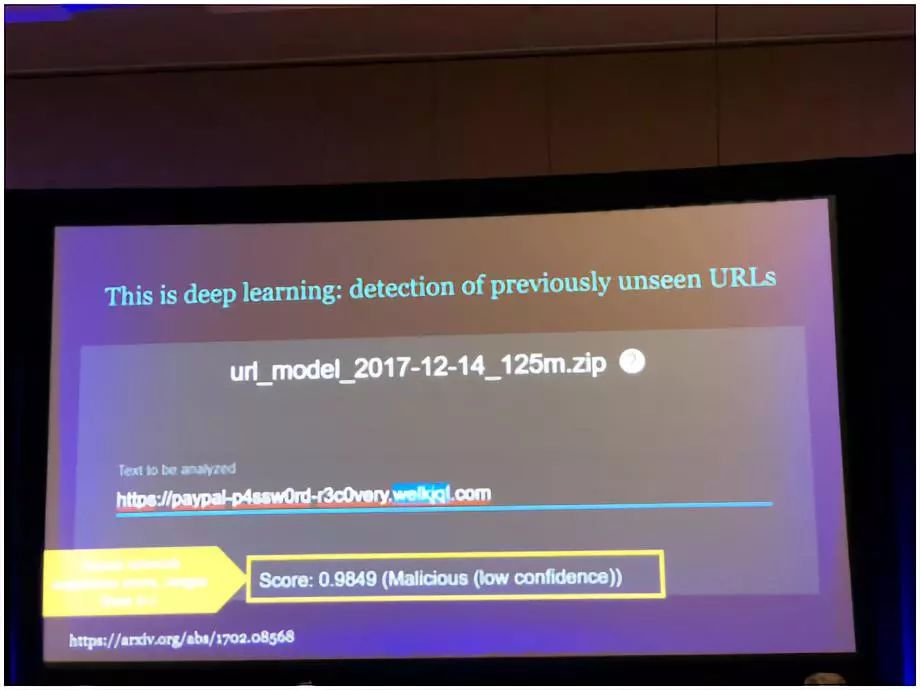 This is deep learning: detection of previously unseen URLs
url_model_2017-12-14_125m.zip ?
Text to be analyzed
https://paypal-p4ssw0rd-r3c0very.welkjql.com
Score: 0.9849 (Malicious (low confidence))
https://arxiv.org/abs/1702.08568